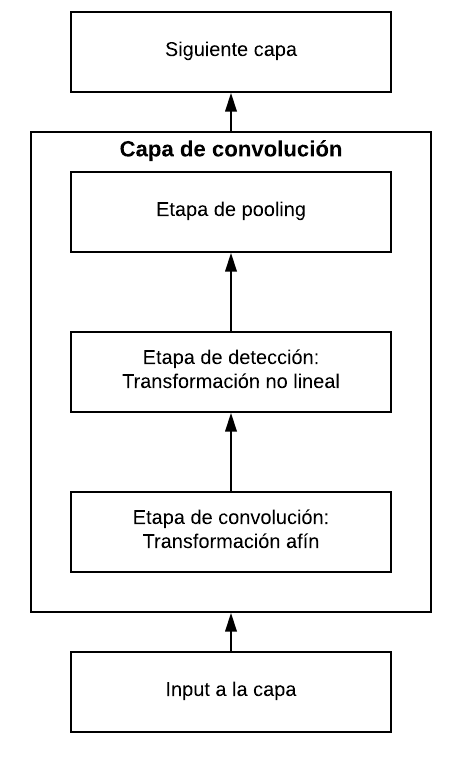 Siguiente capa
Capa de convolución
Etapa de pooling
Etapa de detección:
Transformación no lineal
Etapa de convolución:
Transformación afín
Input a la capa